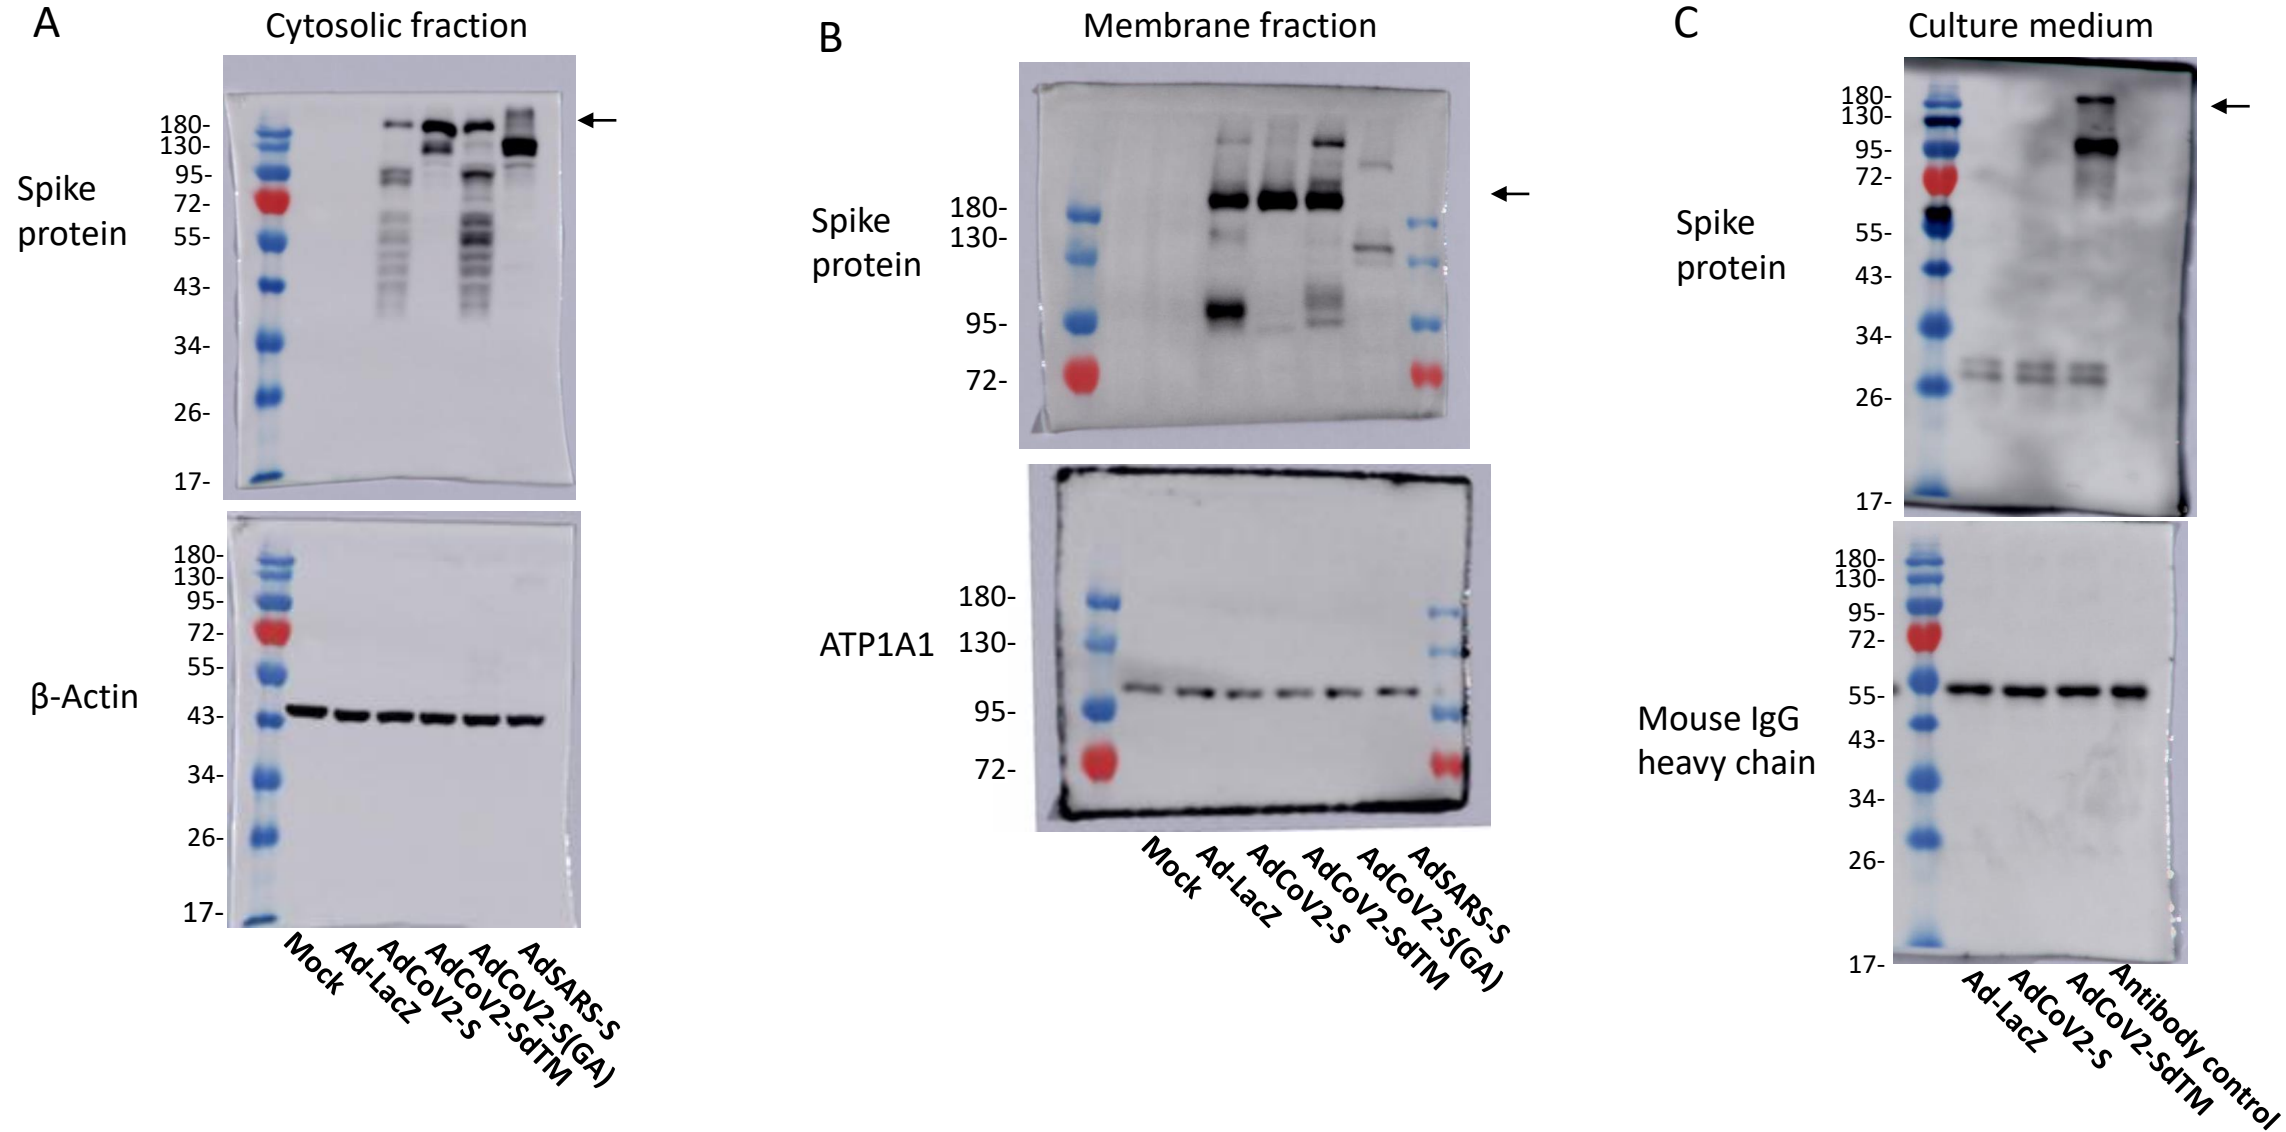 A
Cytosolic fraction
Spike
protein
180-
130-
95-
72-
55-
43-
34-
26-
17-
β-Actin
180-
130-
95-
72-
55-
43-
34-
26-
17-
Mock
Ad-LacZ
AdCoV2-S
AdCoV2-SdTM
AdCoV2-S(GA)
AdSARS-S
B
Membrane fraction
Spike
protein
180-
130-
95-
72-
ATP1A1
180-
130-
95-
72-
Mock
Ad-LacZ
AdCoV2-S
AdCoV2-SdTM
AdCoV2-S(GA)
AdSARS-S
C
Culture medium
Spike
protein
180-
130-
95-
72-
55-
43-
34-
26-
17-
Mouse IgG
heavy chain
180-
130-
95-
72-
55-
43-
34-
26-
17-
Ad-LacZ
AdCoV2-S
AdCoV2-SdTM
Antibody control